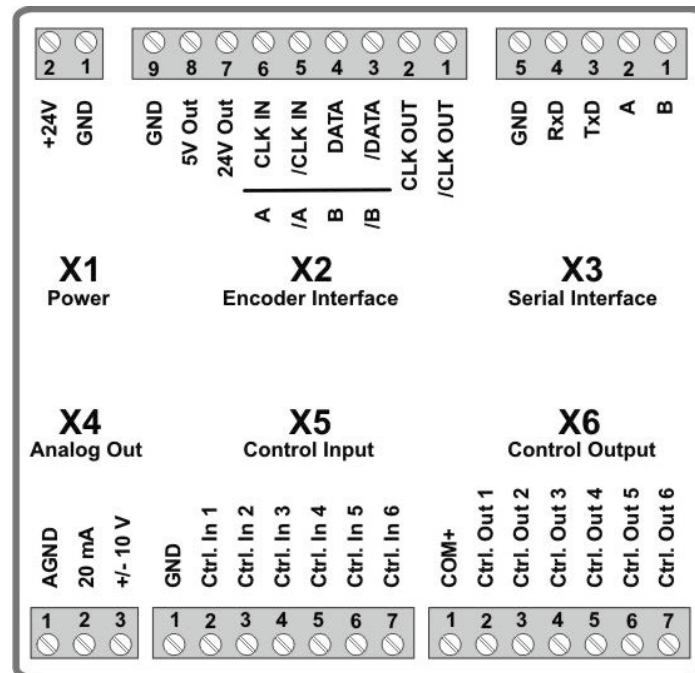 2 1
9 8 7 6 5 4 3 2 1
5 4 3 2 1
+24V
GND
GND
5V Out
24V Out
CLK IN
/CLK IN
DATA
/DATA
CLK OUT
/CLK OUT
A
/A
B
/B
GND
RxD
TxD
A
B
X1
Power
X2
Encoder Interface
X3
Serial Interface
X4
Analog Out
X5
Control Input
X6
Control Output
AGND
20 mA
+/- 10 V
GND
Ctrl. In 1
Ctrl. In 2
Ctrl. In 3
Ctrl. In 4
Ctrl. In 5
Ctrl. In 6
COM+
Ctrl. Out 1
Ctrl. Out 2
Ctrl. Out 3
Ctrl. Out 4
Ctrl. Out 5
Ctrl. Out 6
1 2 3
1 2 3 4 5 6 7
1 2 3 4 5 6 7